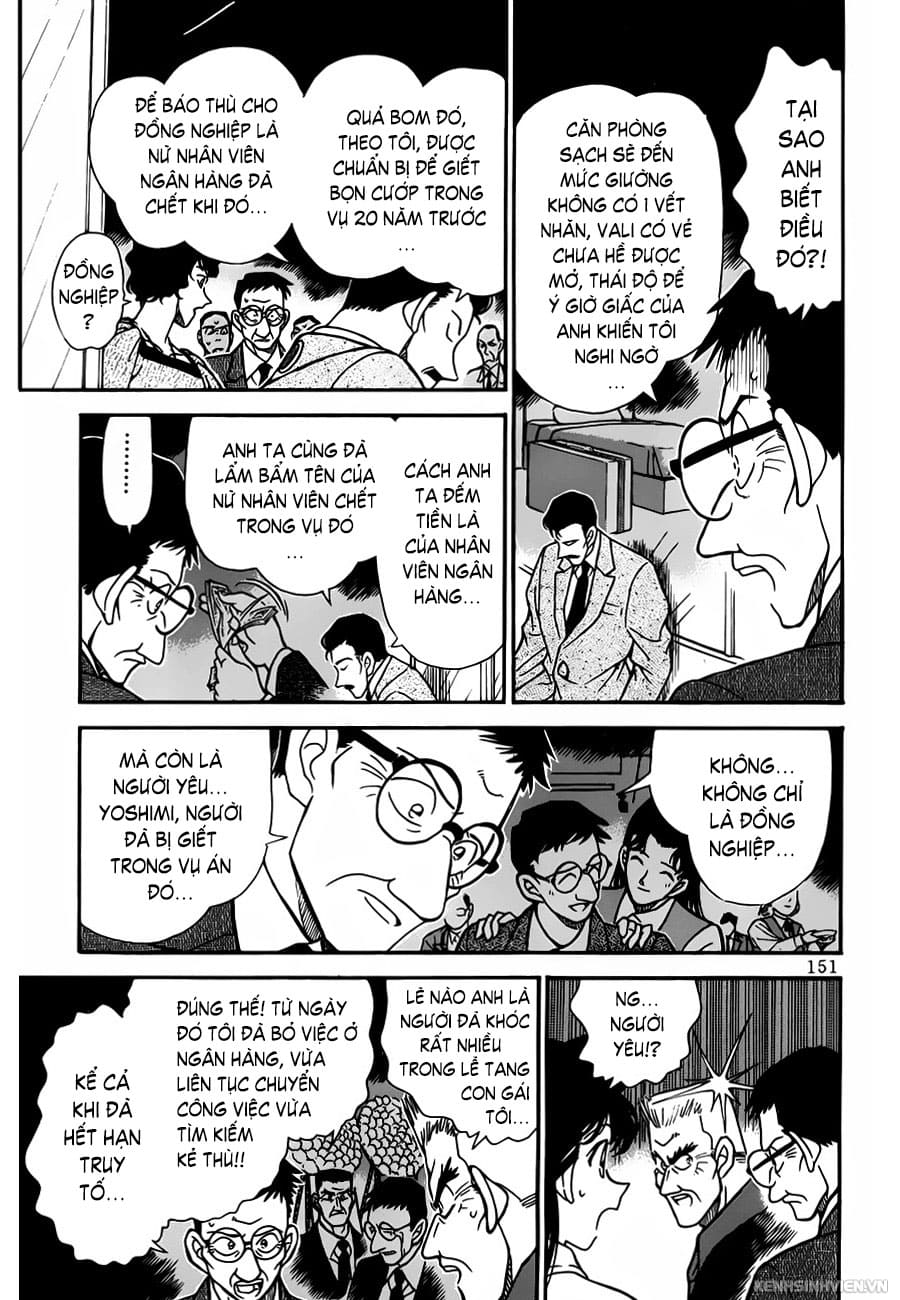 TẠI
SAO
ANH
BIẾT
ĐIỀU
ĐÓ?!
CĂN PHÒNG
SẠCH SẼ ĐẾN
MỨC GIƯỜNG
KHÔNG CÓ 1 VẾT
NHĂN, VALI CÓ VẺ
CHƯA HỀ ĐƯỢC
MỞ, THÁI ĐỘ ĐỂ
Ý GIỜ GIẤC CỦA
ANH KHIẾN TÔI
NGHI NGỜ
...
QUẢ BOM ĐÓ,
THEO TÔI, ĐƯỢC
CHUẨN BỊ ĐỂ GIẾT
BỌN CƯỚP TRONG
VỤ 20 NĂM TRƯỚC
...
ĐỂ BÁO THÙ CHO
ĐỒNG NGHIỆP LÀ
NỮ NHÂN VIÊN
NGÂN HÀNG ĐÃ
CHẾT KHI ĐÓ...
ĐỒNG
NGHIỆP
?
CÁCH ANH
TA ĐẾM
TIỀN LÀ
CỦA NHÂN
VIÊN NGÂN
HÀNG...
ANH TA CŨNG ĐÃ
LẨM BẨM TÊN CỦA
NỮ NHÂN VIÊN CHẾT
TRONG VỤ ĐÓ
...
........
KHÔNG...
KHÔNG CHỈ
LÀ ĐỒNG
NGHIỆP...
MÀ CÒN LÀ
NGƯỜI YÊU.
YOSHIMI, NGƯỜI
ĐÃ BỊ GIẾT
TRONG VỤ ÁN
ĐÓ...
151
NG...
NGƯỜI
YÊU!?
LẼ NÀO ANH LÀ
NGƯỜI ĐÃ KHÓC
RẤT NHIỀU
TRONG LỄ TANG
CON GÁI
TÔI...
ĐÚNG THẾ! TỪ NGÀY
ĐÓ TÔI ĐÃ BỎ VIỆC Ở
NGÂN HÀNG, VỪA
LIÊN TỤC CHUYỂN
CÔNG VIỆC VỪA
TÌM KIẾM
KẺ THÙ!!
KỂ CẢ
KHI ĐÃ
HẾT HẠN
TRUY
TỐ...
KENHSINHVIEN.VN